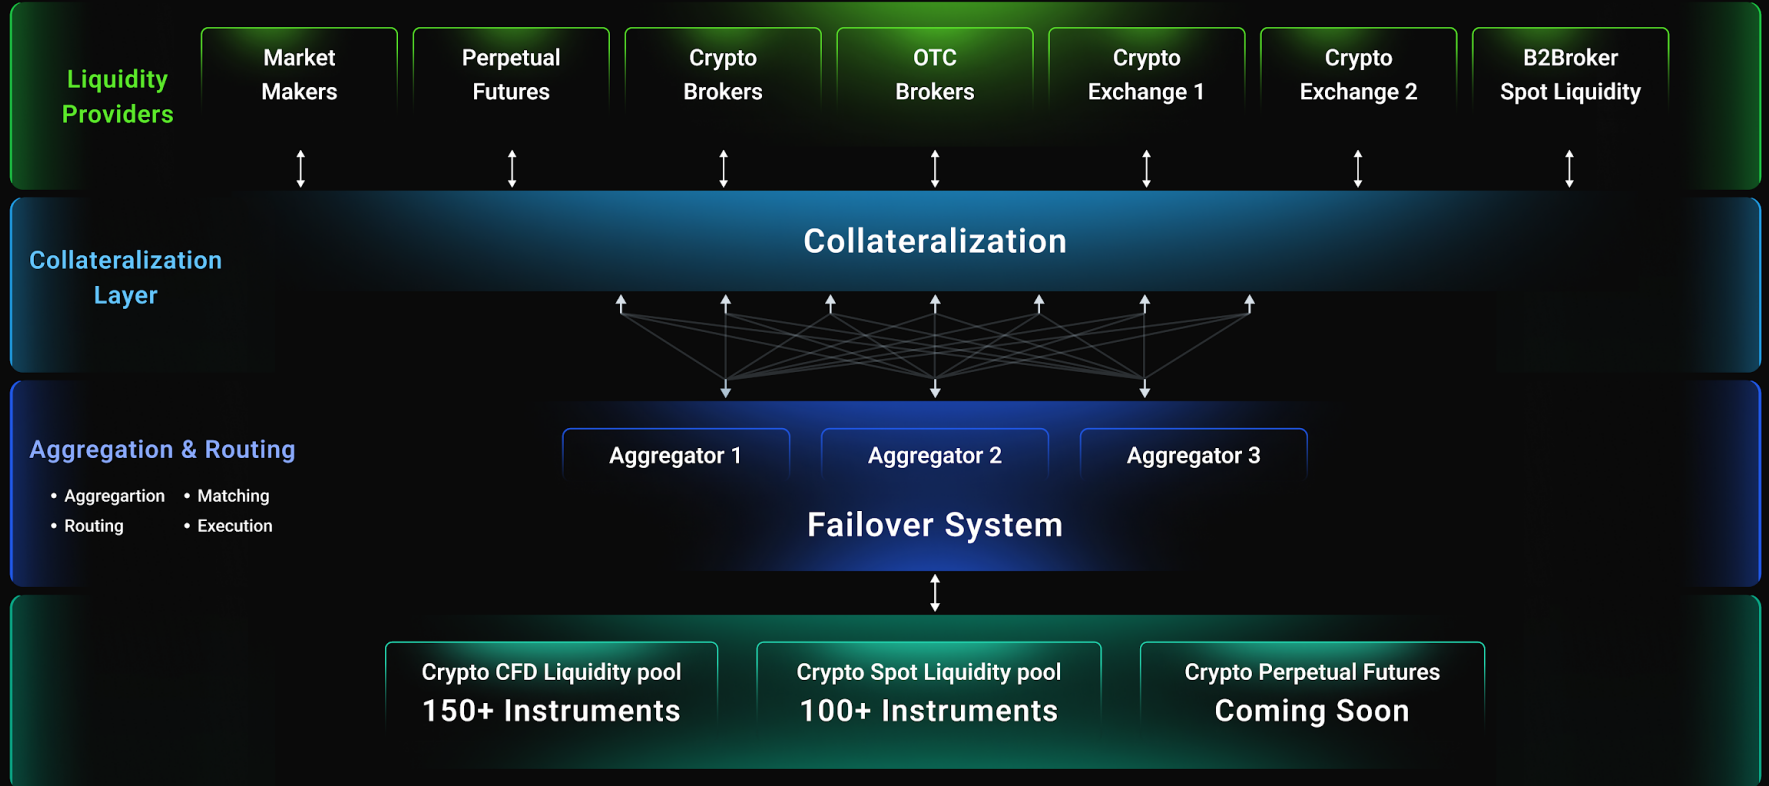 Liquidity
Providers
Market
Makers
Perpetual
Futures
Crypto
Brokers
OTC
Brokers
Crypto
Exchange 1
Crypto
Exchange 2
B2Broker
Spot Liquidity
Collateralization
Layer
Collateralization
Aggregation & Routing
• Aggregartion
• Matching
• Routing
• Execution
Aggregator 1
Aggregator 2
Aggregator 3
Failover System
Crypto CFD Liquidity pool
150+ Instruments
Crypto Spot Liquidity pool
100+ Instruments
Crypto Perpetual Futures
Coming Soon